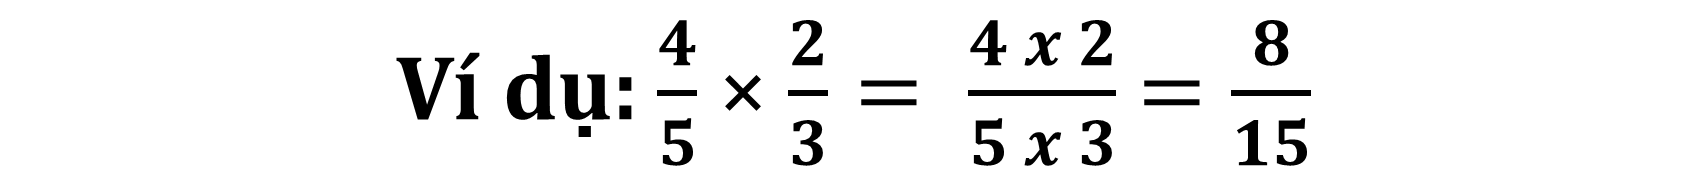 Ví dụ: 4/5 × 2/3 = 4 x 2/5 x 3 = 8/15